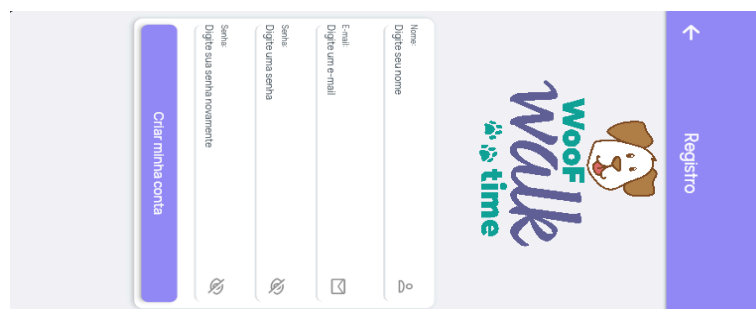 Registro
WOOF
walk
time
Nome:
Digite seu nome
E-mail:
Digite um e-mail
Senha:
Digite uma senha
Senha:
Digite sua senha novamente
Criar minha conta